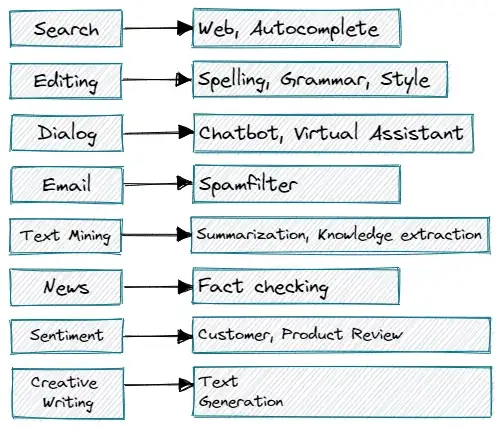 Search
Web, Autocomplete
Editing
Spelling, Grammar, Style
Dialog
Chatbot, Virtual Assistant
Email
Spamfilter
Text Mining
Summarization, Knowledge extraction
News
Fact checking
Sentiment
Customer, Product Review
Creative
Writing
Text
Generation